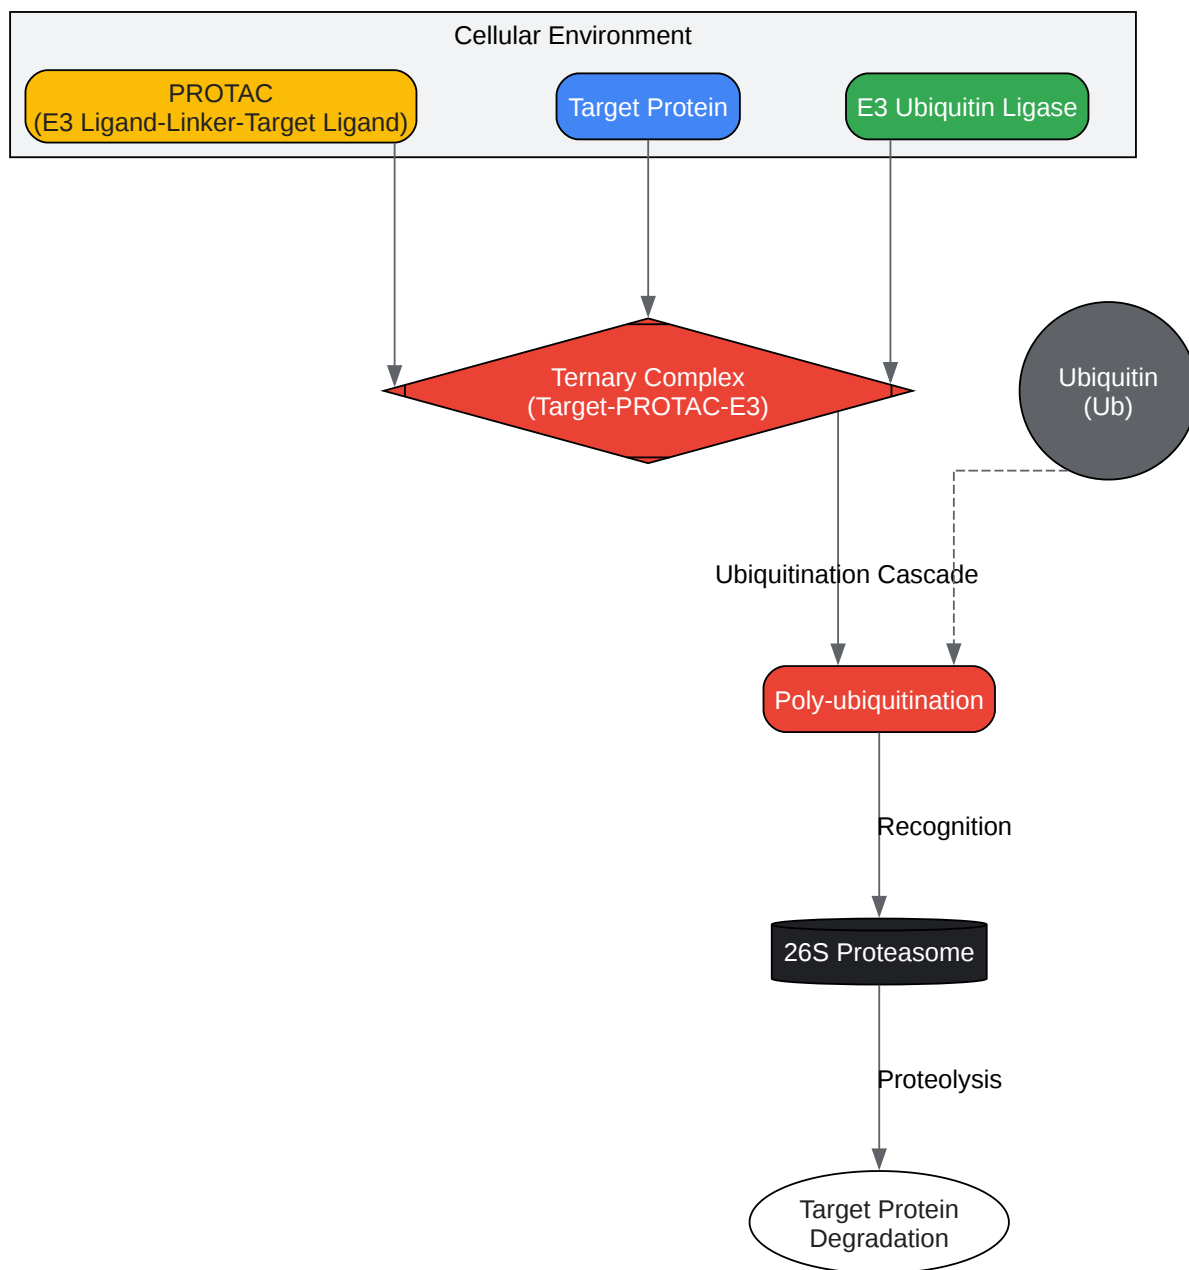 Cellular Environment
PROTAC
(E3 Ligand-Linker-Target Ligand)
Target Protein
E3 Ubiquitin Ligase
Ternary Complex
(Target-PROTAC-E3)
Ubiquitin
(Ub)
Ubiquitination Cascade
Poly-ubiquitination
Recognition
26S Proteasome
Proteolysis
Target Protein
Degradation